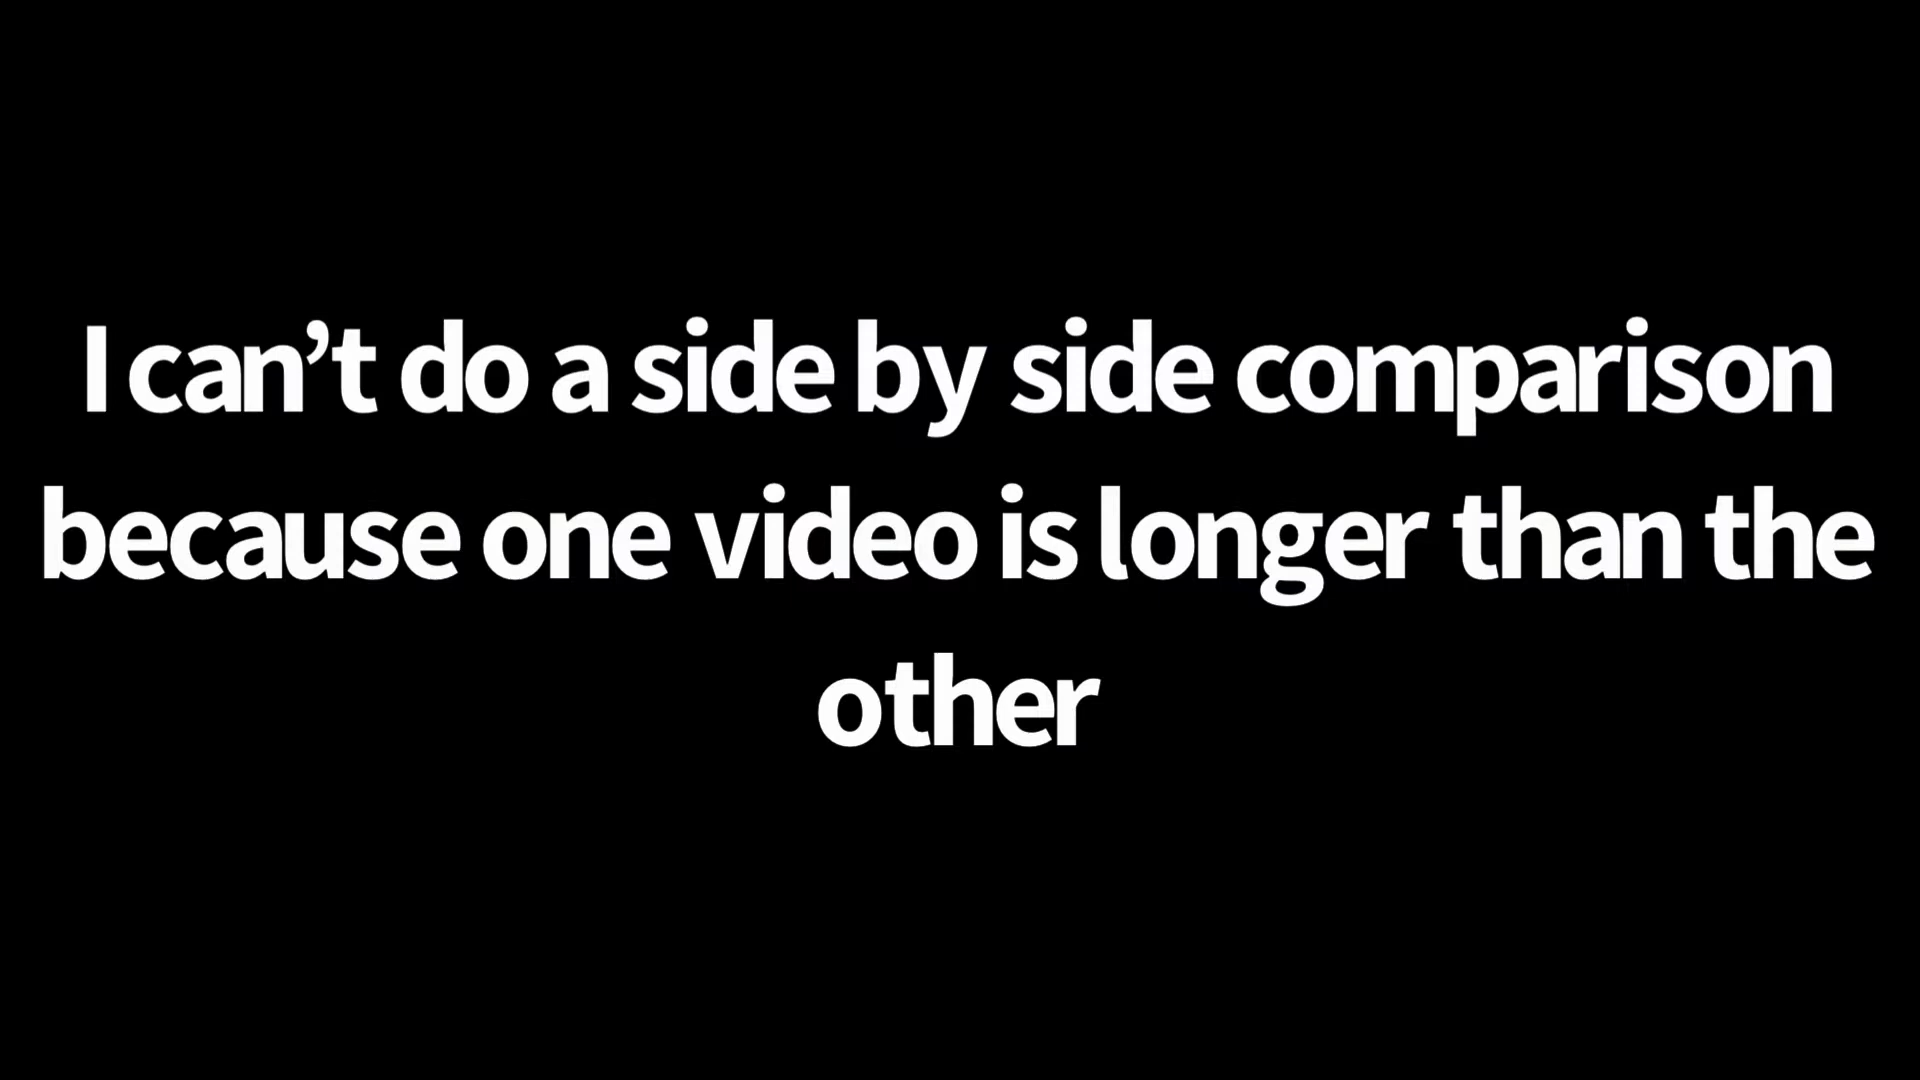 I can’t do a side by side comparison
because one video is longer than the
other